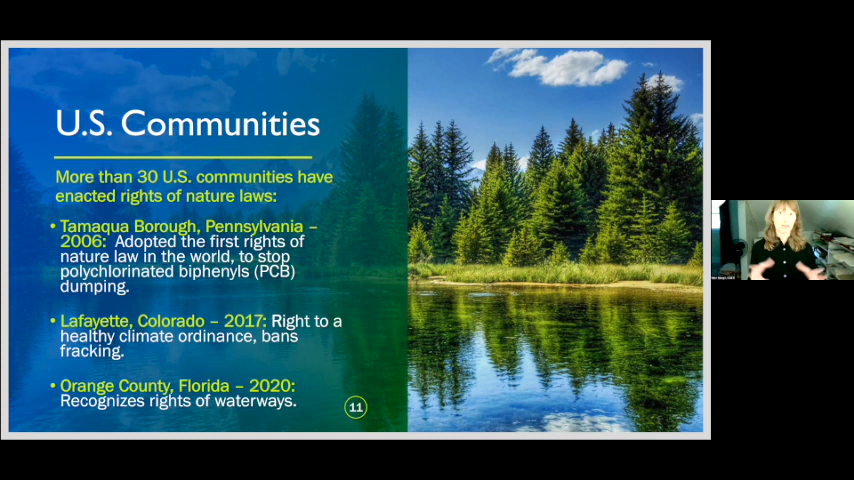 U.S. Communities
More than 30 U.S. communities have
enacted rights of nature laws:
• Tamaqua Borough, Pennsylvania –
2006: Adopted the first rights of
nature law in the world, to stop
polychlorinated biphenyls (PCB)
dumping.
• Lafayette, Colorado – 2017: Right to a
healthy climate ordinance, bans
fracking.
• Orange County, Florida – 2020:
Recognizes rights of waterways.
11